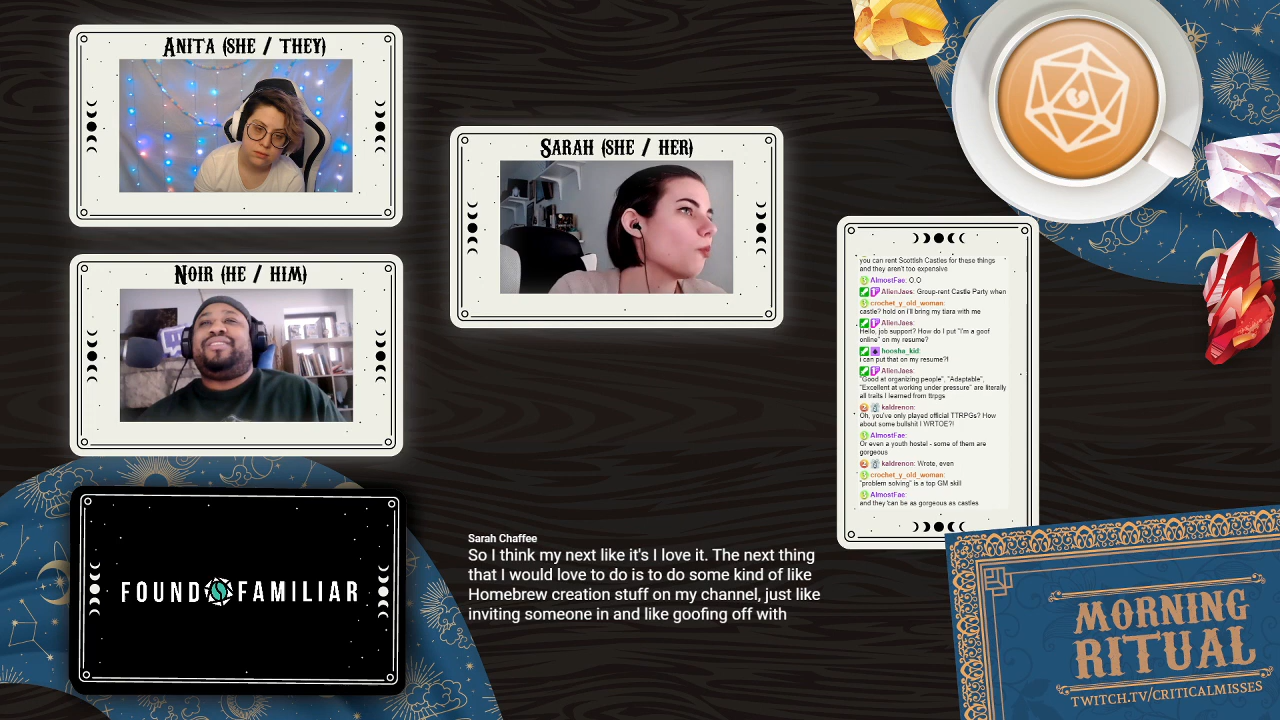 ANITA (SHE / THEY)
NOIR (HE / HIM)
FOUND FAMILIAR
SARAH (SHE / HER)
Sarah Chaffee
So I think my next like it's I love it. The next thing
that I would love to do is to do some kind of like
Homebrew creation stuff on my channel, just like
inviting someone in and like goofing off with
you can rent Scottish Castles for these things
and they aren't too expensive
AlmostFae: O.O
AllenJaes: Group-rent Castle Party when
crochet_y_old_woman:
castle? hold on i'll bring my tiara with me
AllenJaes:
Hello, job support? How do I put "I'm a goof
online" on my resume?
hoosha_kid:
i can put that on my resume?!
AllenJaes:
"Good at organizing people", "Adaptable",
"Excellent at working under pressure" are literally
all traits I learned from ttrpgs
kaldrenon:
Oh, you've only played official TTRPGs? How
about some bullshit I WRTOE?!
AlmostFae:
Or even a youth hostel - some of them are
gorgeous
kaldrenon: Wrote, even
crochet_y_old_woman:
"problem solving" is a top GM skill
AlmostFae:
and they can be as gorgeous as castles
MORNING
RITUAL
TWITCH.TV/CRITICALMISSES